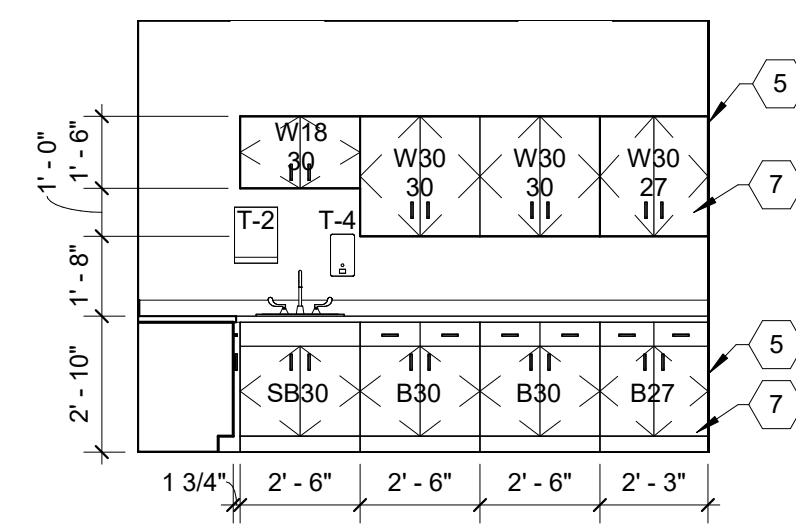 5
W18
30
W30
30
W30
30
W30
27
1' - 6"
1' - 0"
7
T-2
T-4
1' - 8"
5
2' - 10"
SB30
B30
B30
B27
7
1 3/4"
2' - 6"
2' - 6"
2' - 6"
2' - 3"